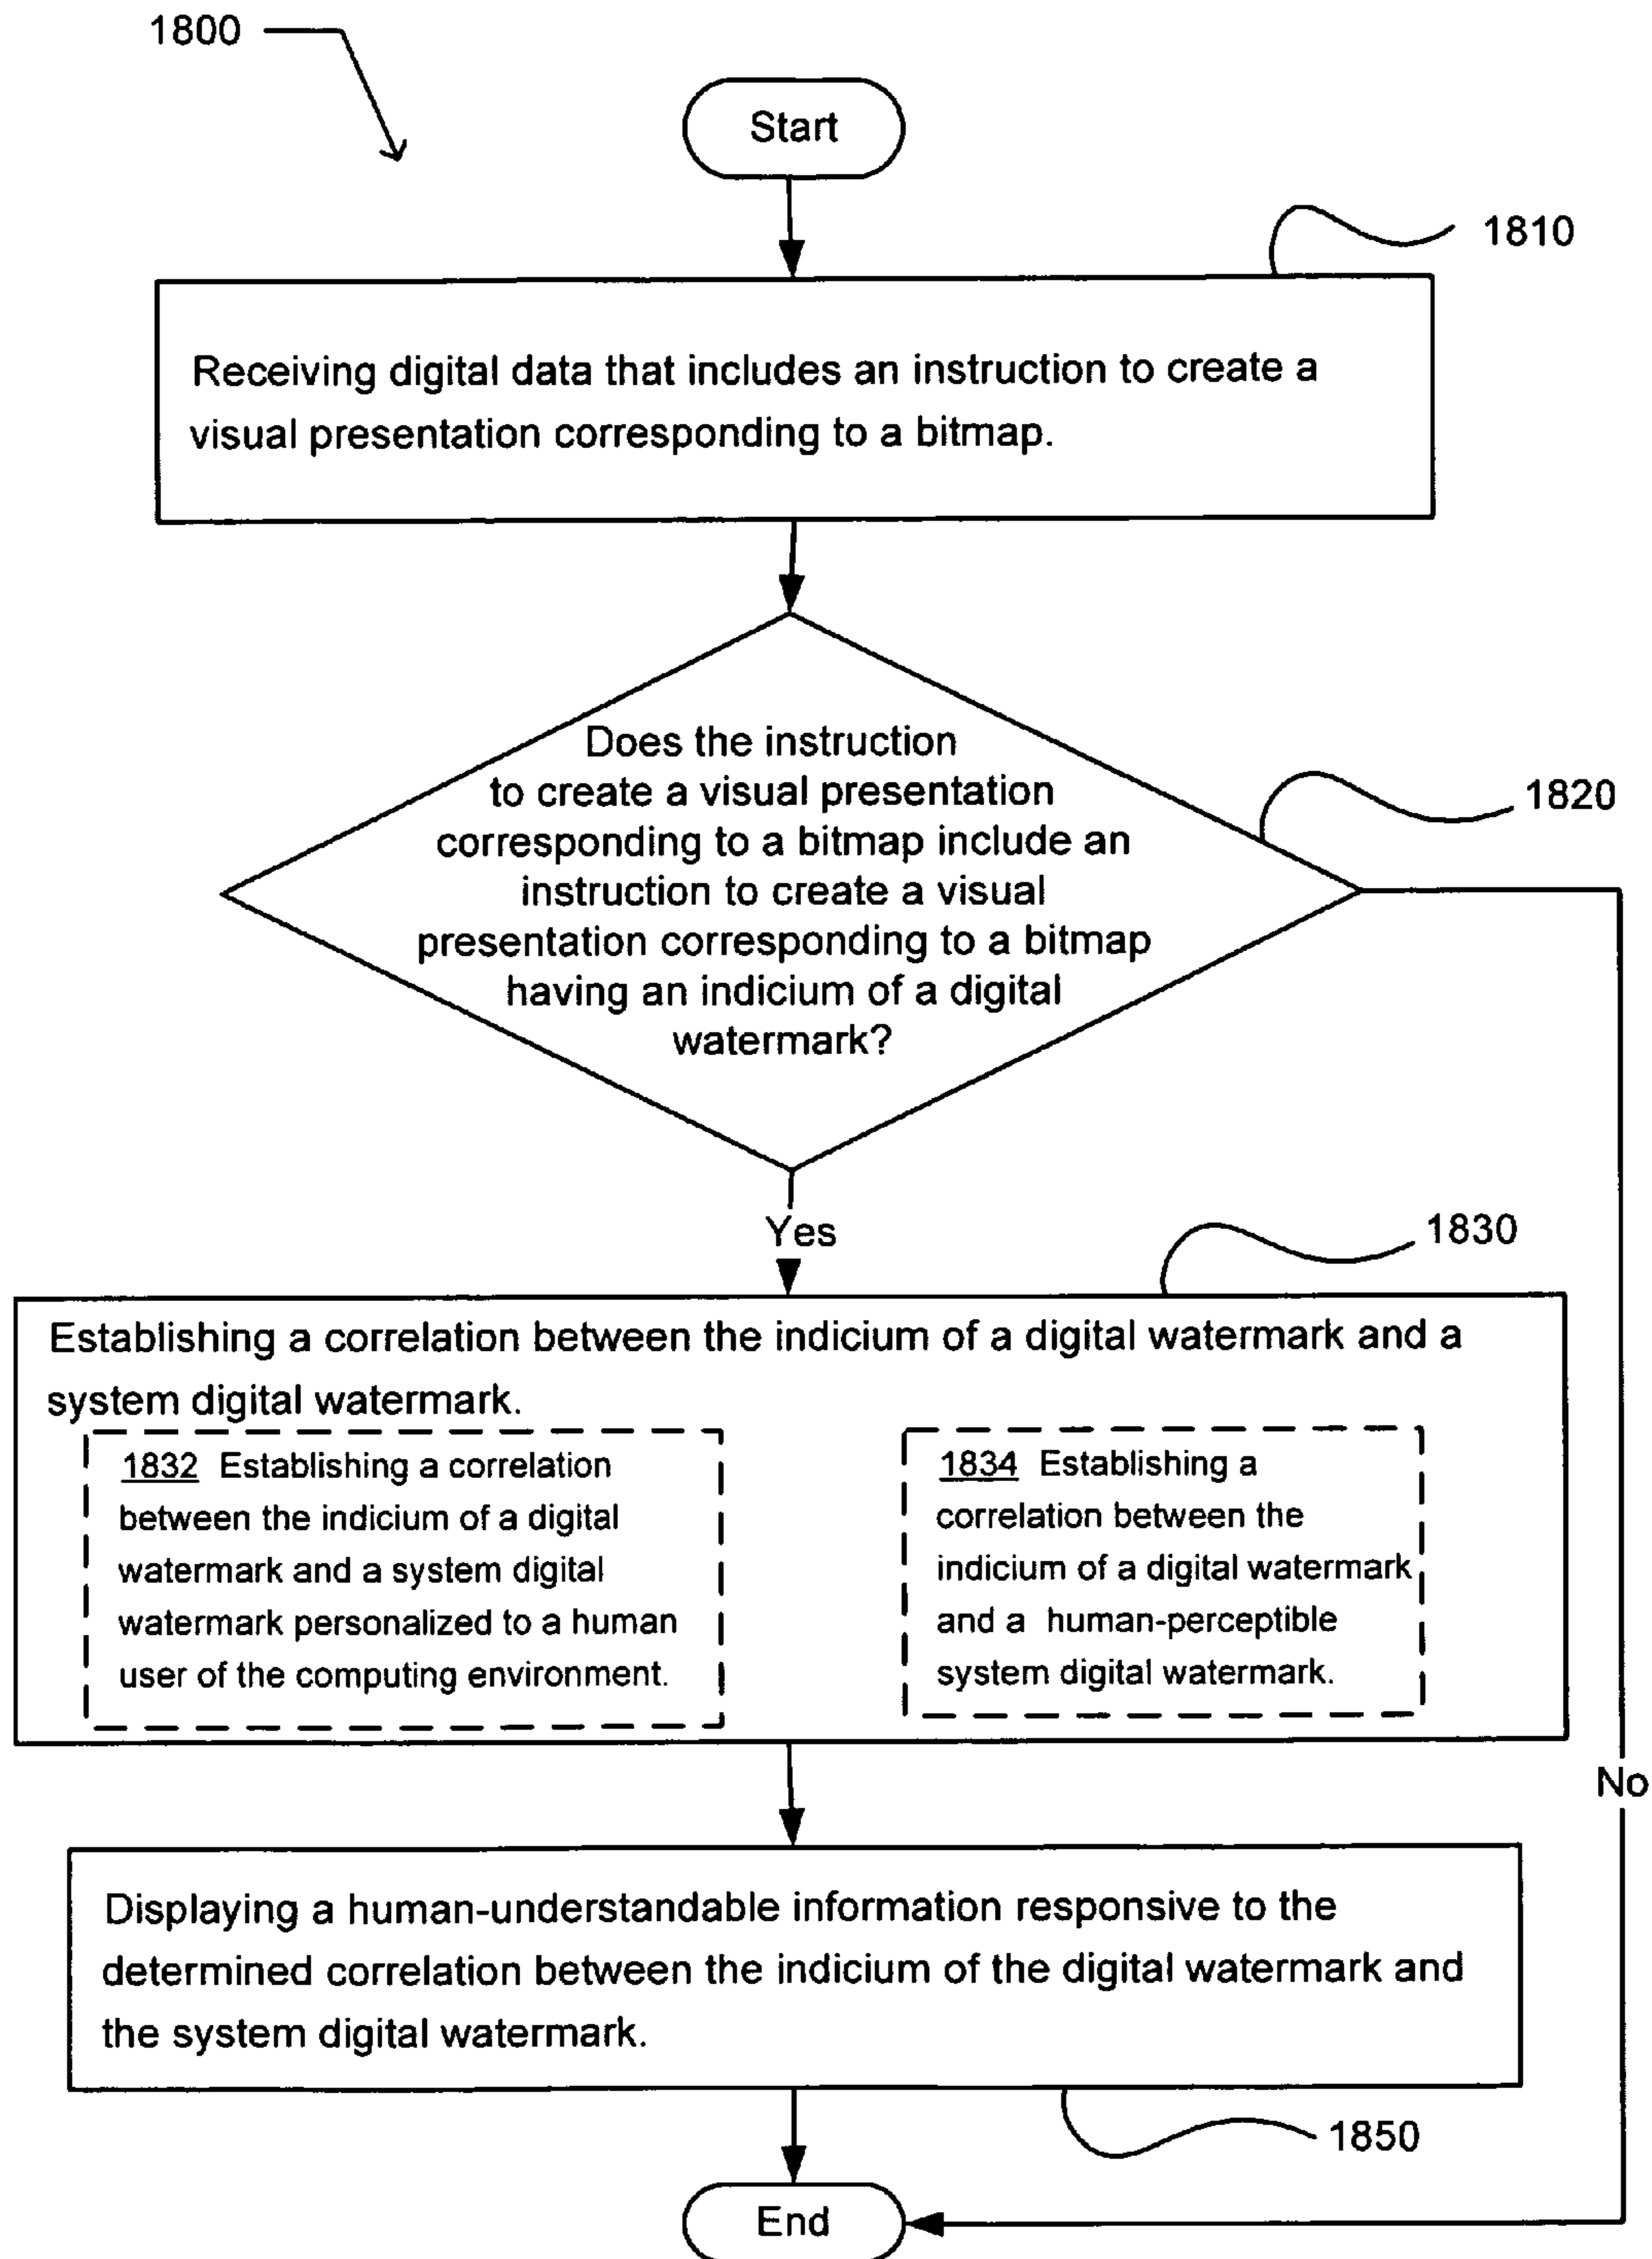 1800
Start
1810
Receiving digital data that includes an instruction to create a
visual presentation corresponding to a bitmap.
Does the instruction
to create a visual presentation
corresponding to a bitmap include an
instruction to create a visual
presentation corresponding to a bitmap
having an indicium of a digital
watermark?
1820
Yes
1830
Establishing a correlation between the indicium of a digital watermark and a
system digital watermark.
1832 Establishing a correlation
between the indicium of a digital
watermark and a system digital
watermark personalized to a human
user of the computing environment.
1834 Establishing a
correlation between the
indicium of a digital watermark
and a human-perceptible
system digital watermark.
No
Displaying a human-understandable information responsive to the
determined correlation between the indicium of the digital watermark and
the system digital watermark.
1850
End